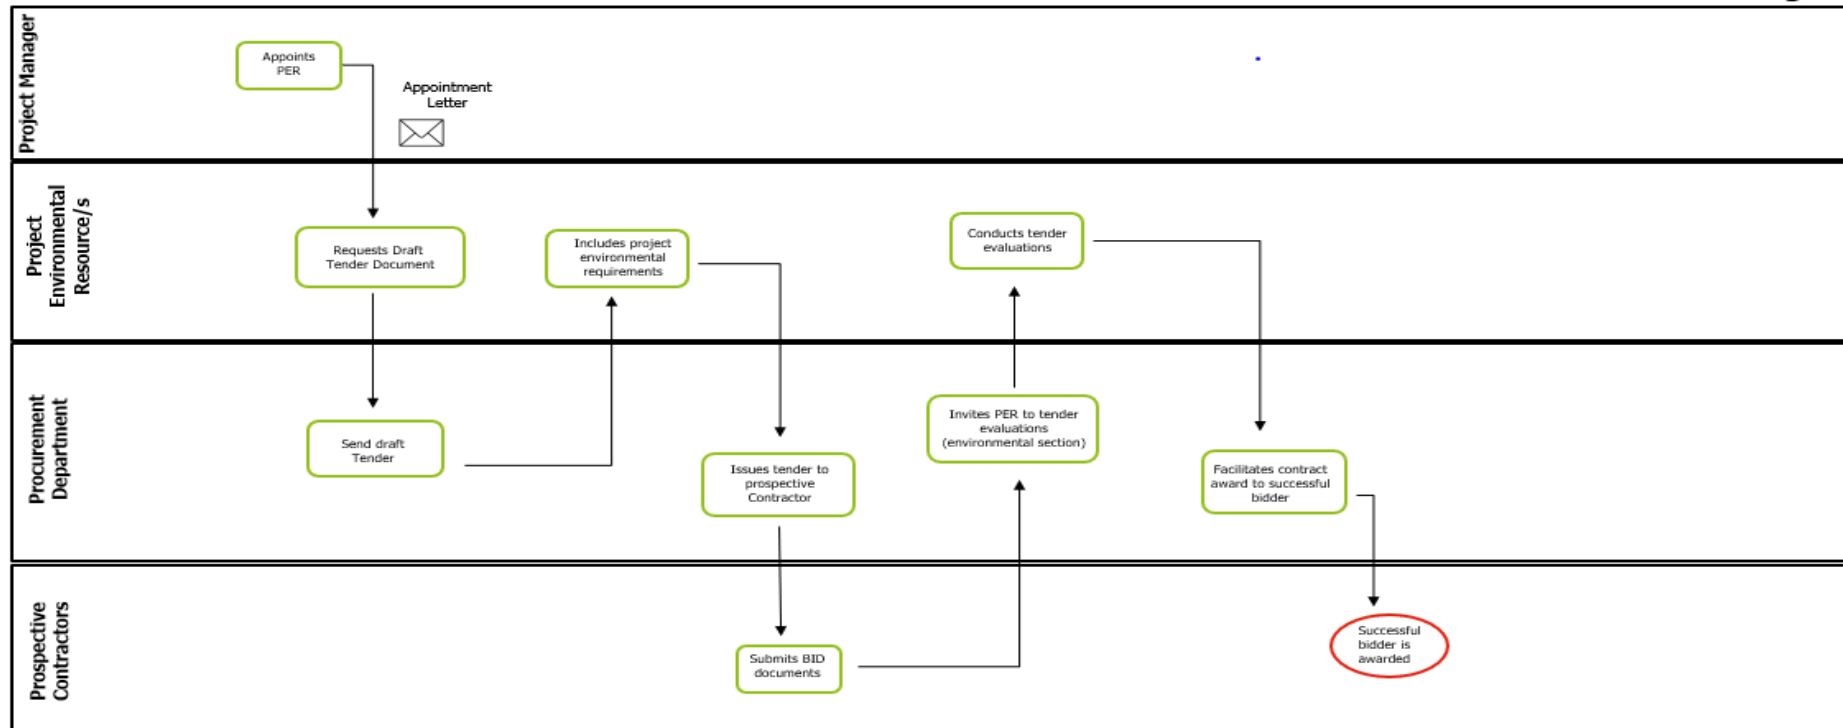 Project Manager
Appoints
PER
Appointment
Letter
Project
Environmental
Resource/s
Requests Draft
Tender Document
Includes project
environmental
requirements
Conducts tender
evaluations
Procurement
Department
Send draft
Tender
Issues tender to
prospective
Contractor
Invites PER to tender
evaluations
(environmental section)
Facilitates contract
award to successful
bidder
Prospective
Contractors
Submits BID
documents
Successful
bidder is
awarded